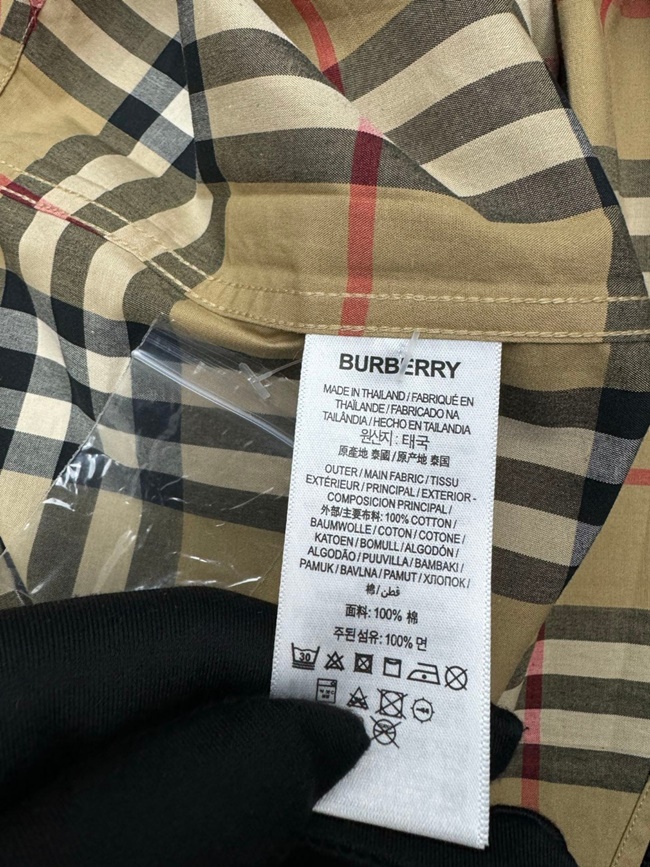 BURBERRY
MADE IN THAILAND / FABRIQUÉ EN
THAÏLANDE / FABRICADO NA
TAILÂNDIA / HECHO EN TAILANDIA
원산지 : 태국
原產地 泰國 / 原产地 泰国
OUTER / MAIN FABRIC / TISSU
EXTÉRIEUR / PRINCIPAL / EXTERIOR -
COMPOSICION PRINCIPAL /
外部/主要布料: 100% COTTON /
BAUMWOLLE / COTON / COTONE /
KATOEN / BOMULL / ALGODÓN /
ALGODÃO / PUUVILLA / BAMBAKI /
PAMUK / BAVLNA / PAMUT / ХЛОПОК /
棉 / قطن
面料: 100% 棉
주된섬유: 100% 면
30